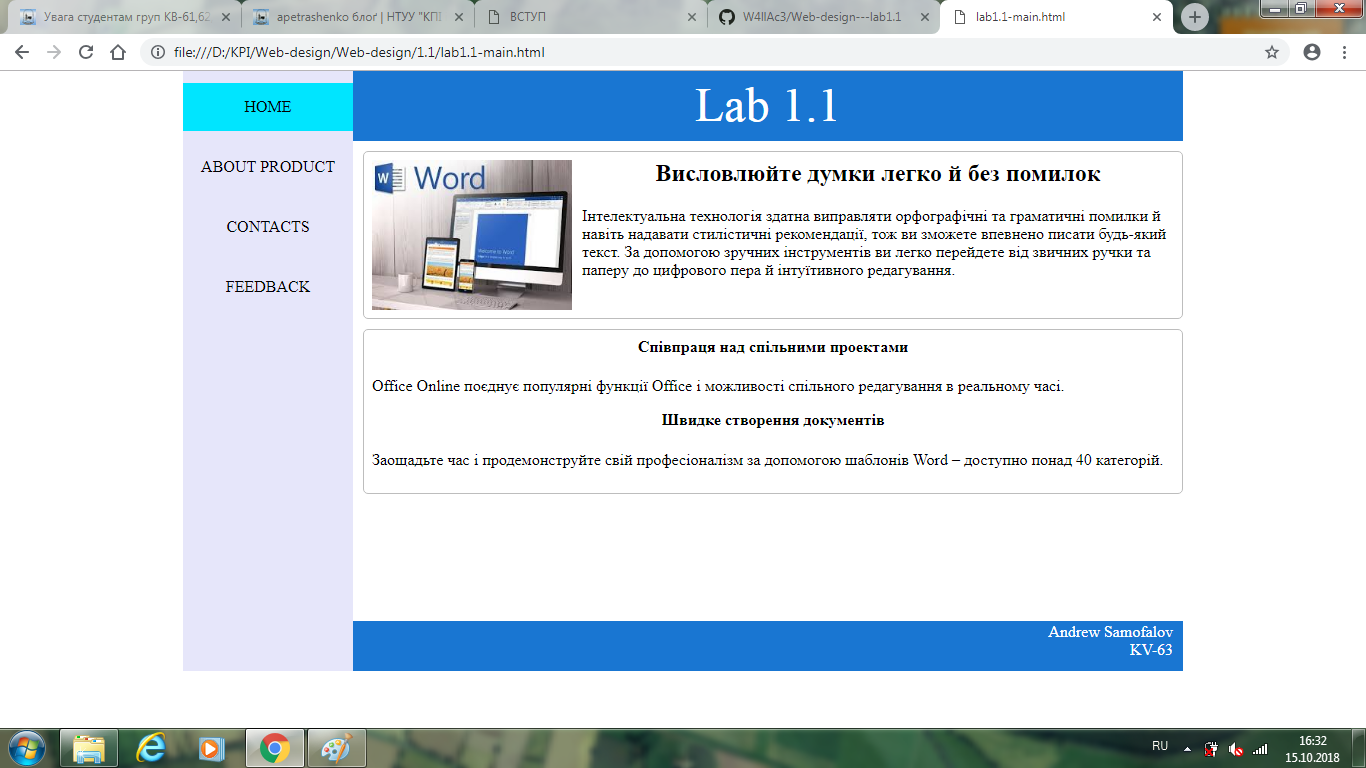 Увага студентам груп КВ-61,62
apetrashenko блог | НТУУ "КПІ
ВСТУП
W4llAc3/Web-design---lab1.1
lab1.1-main.html
file:///D:/KPI/Web-design/Web-design/1.1/lab1.1-main.html
HOME
ABOUT PRODUCT
CONTACTS
FEEDBACK
Lab 1.1
Word
Висловлюйте думки легко й без помилок
Інтелектуальна технологія здатна виправляти орфографічні та граматичні помилки й
навіть надавати стилістичні рекомендації, тож ви зможете впевнено писати будь-який
текст. За допомогою зручних інструментів ви легко перейдете від звичних ручки та
паперу до цифрового пера й інтуїтивного редагування.
Співпраця над спільними проектами
Office Online поєднує популярні функції Office і можливості спільного редагування в реальному часі.
Швидке створення документів
Заощадьте час і продемонструйте свій професіоналізм за допомогою шаблонів Word – доступно понад 40 категорій.
Andrew Samofalov
KV-63
RU
16:32
15.10.2018